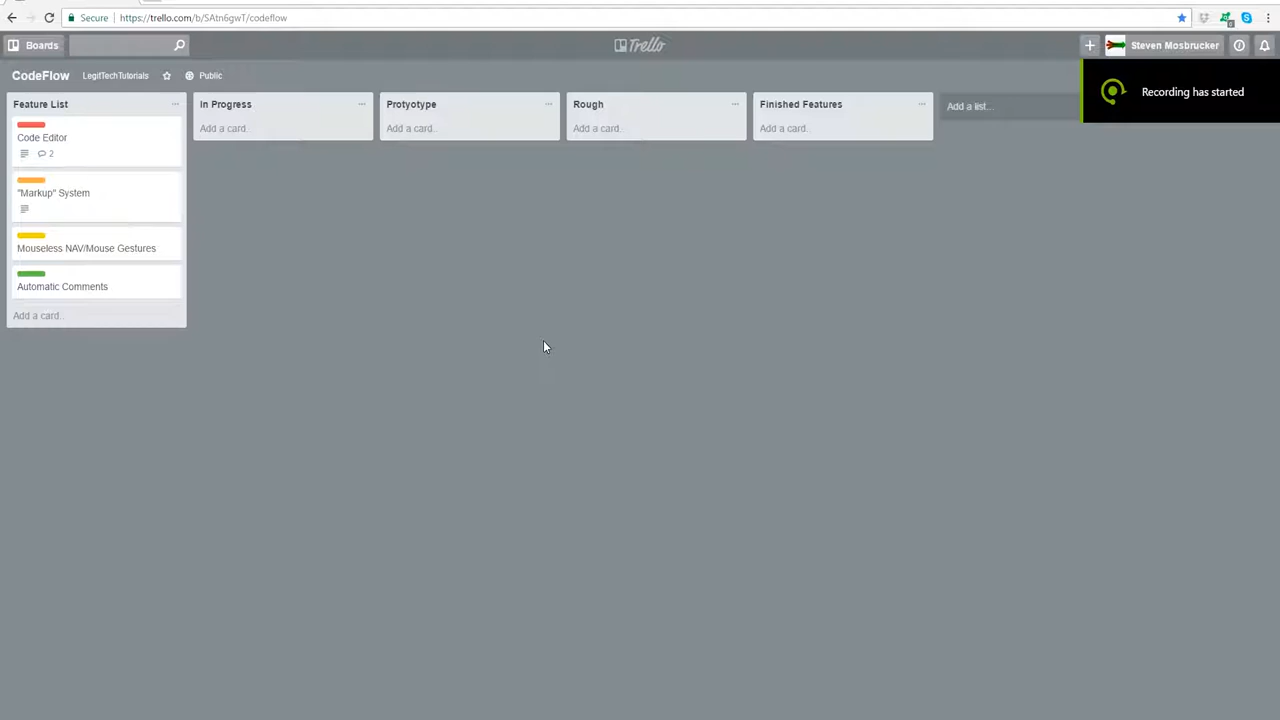 Secure
https://trello.com/b/SAtn6gwT/codeflow
Boards
Trello
Steven Mosbrucker
CodeFlow
LegitTechTutorials
Public
Recording has started
Feature List
Code Editor
2
"Markup" System
Mouseless NAV/Mouse Gestures
Automatic Comments
Add a card..
In Progress
Add a card..
Protyotype
Add a card..
Rough
Add a card..
Finished Features
Add a card..
Add a list...